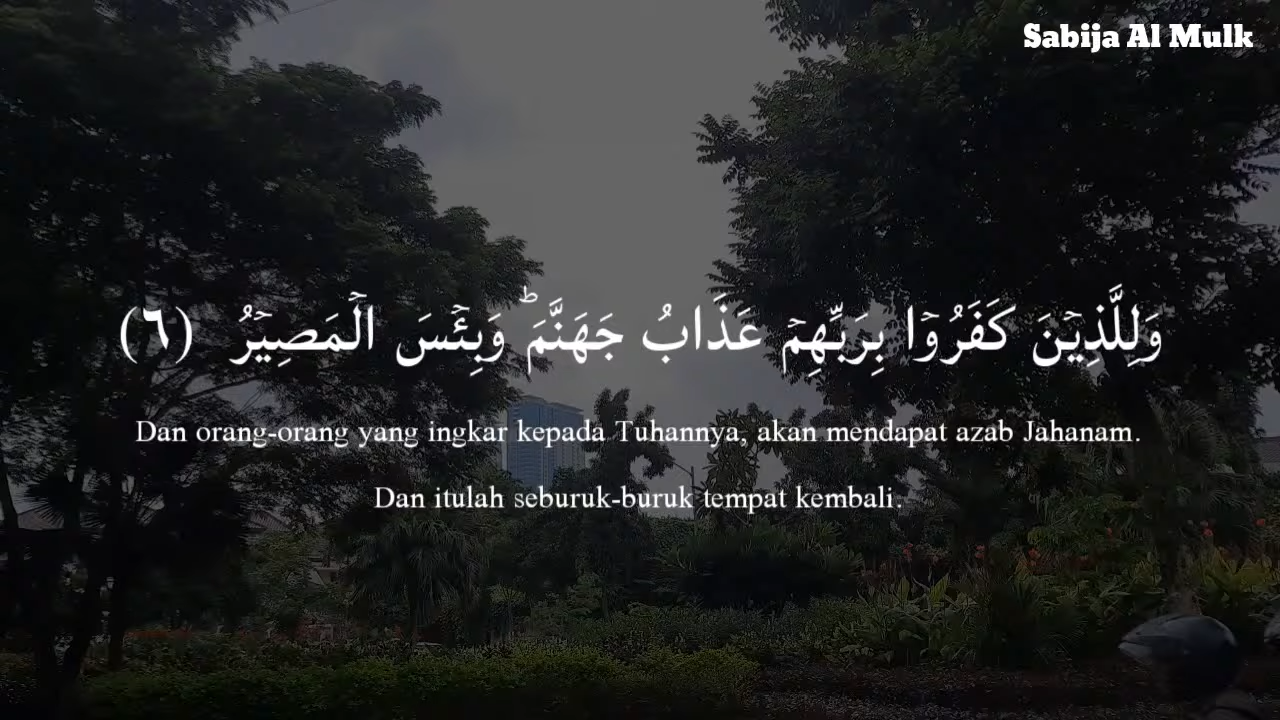 Sabija Al Mulk
وَلِلَّذِيْنَ كَفَرُوْا بِرَبِّهِمْ عَذَابُ جَهَنَّمَۗ وَبِئْسَ الْمَصِيْرُ (٦)
Dan orang-orang yang ingkar kepada Tuhannya, akan mendapat azab Jahanam.
Dan itulah seburuk-buruk tempat kembali.